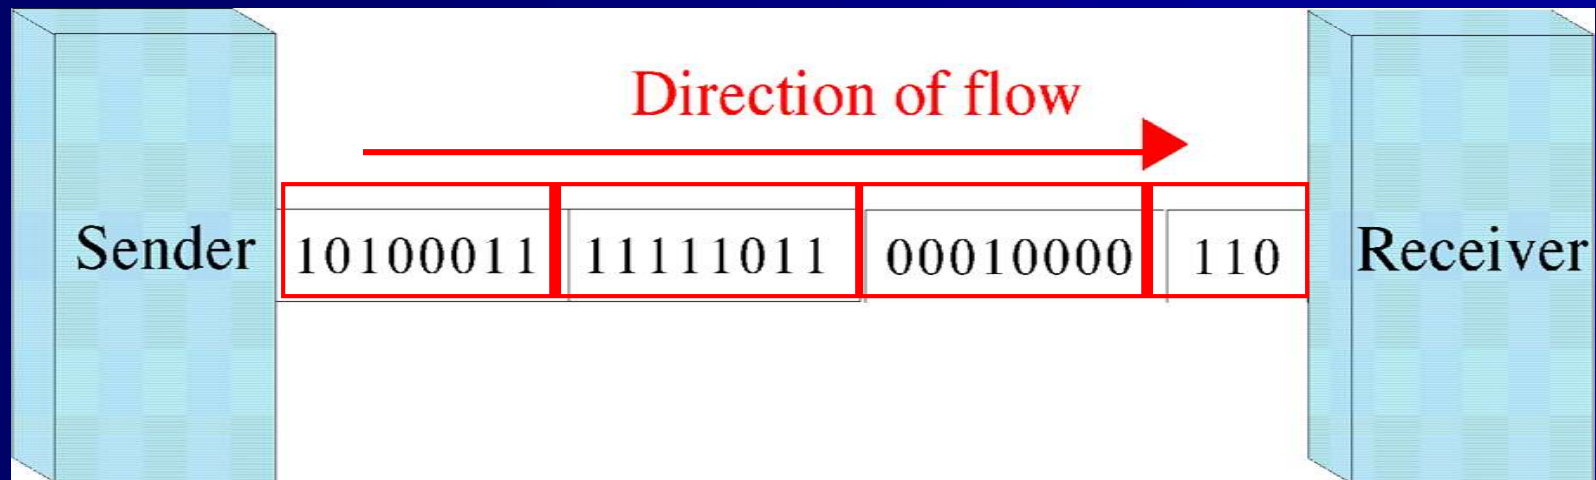 Direction of flow
Sender 10100011 11111011 00010000 110 Receiver